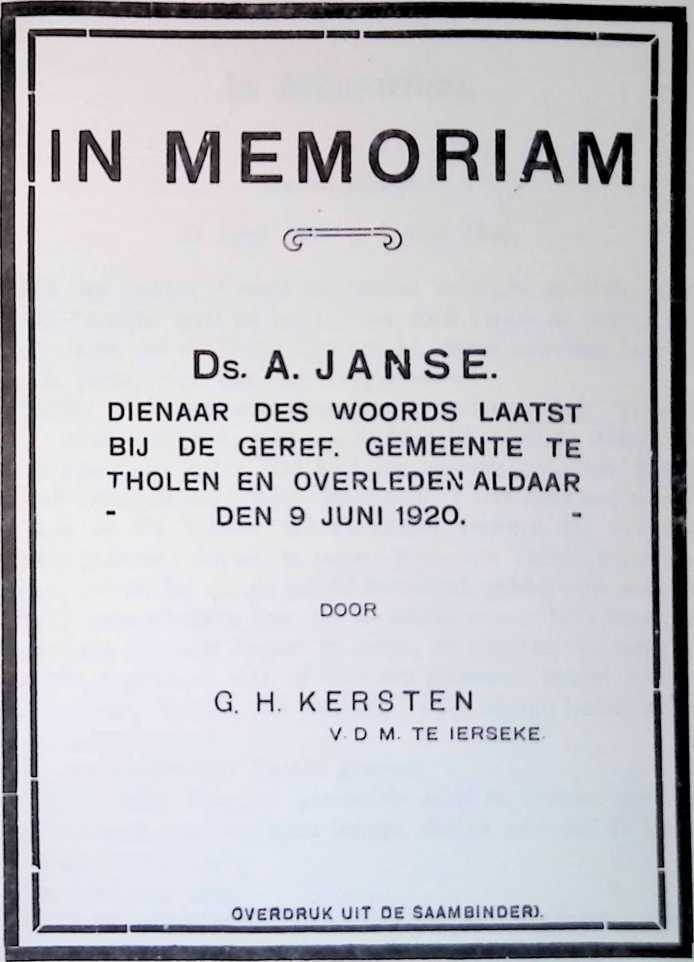 IN MEMORIAM
Ds. A. JANSE.
DIENAAR DES WOORDS LAATST
BIJ DE GEREF. GEMEENTE TE
THOLEN EN OVERLEDEN ALDAAR
- DEN 9 JUNI 1920. -
DOOR
G. H. KERSTEN
V. D M. TE IERSEKE.
OVERDRUK UIT DE SAAMBINDER).